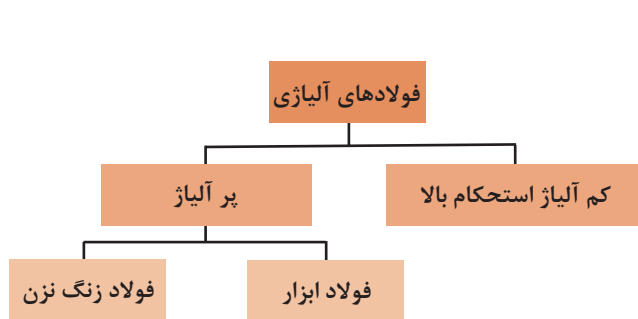 فولادهای آلیاژی
کم آلیاژ استحکام بالا
پر آلیاژ
فولاد ابزار
فولاد زنگ نزن